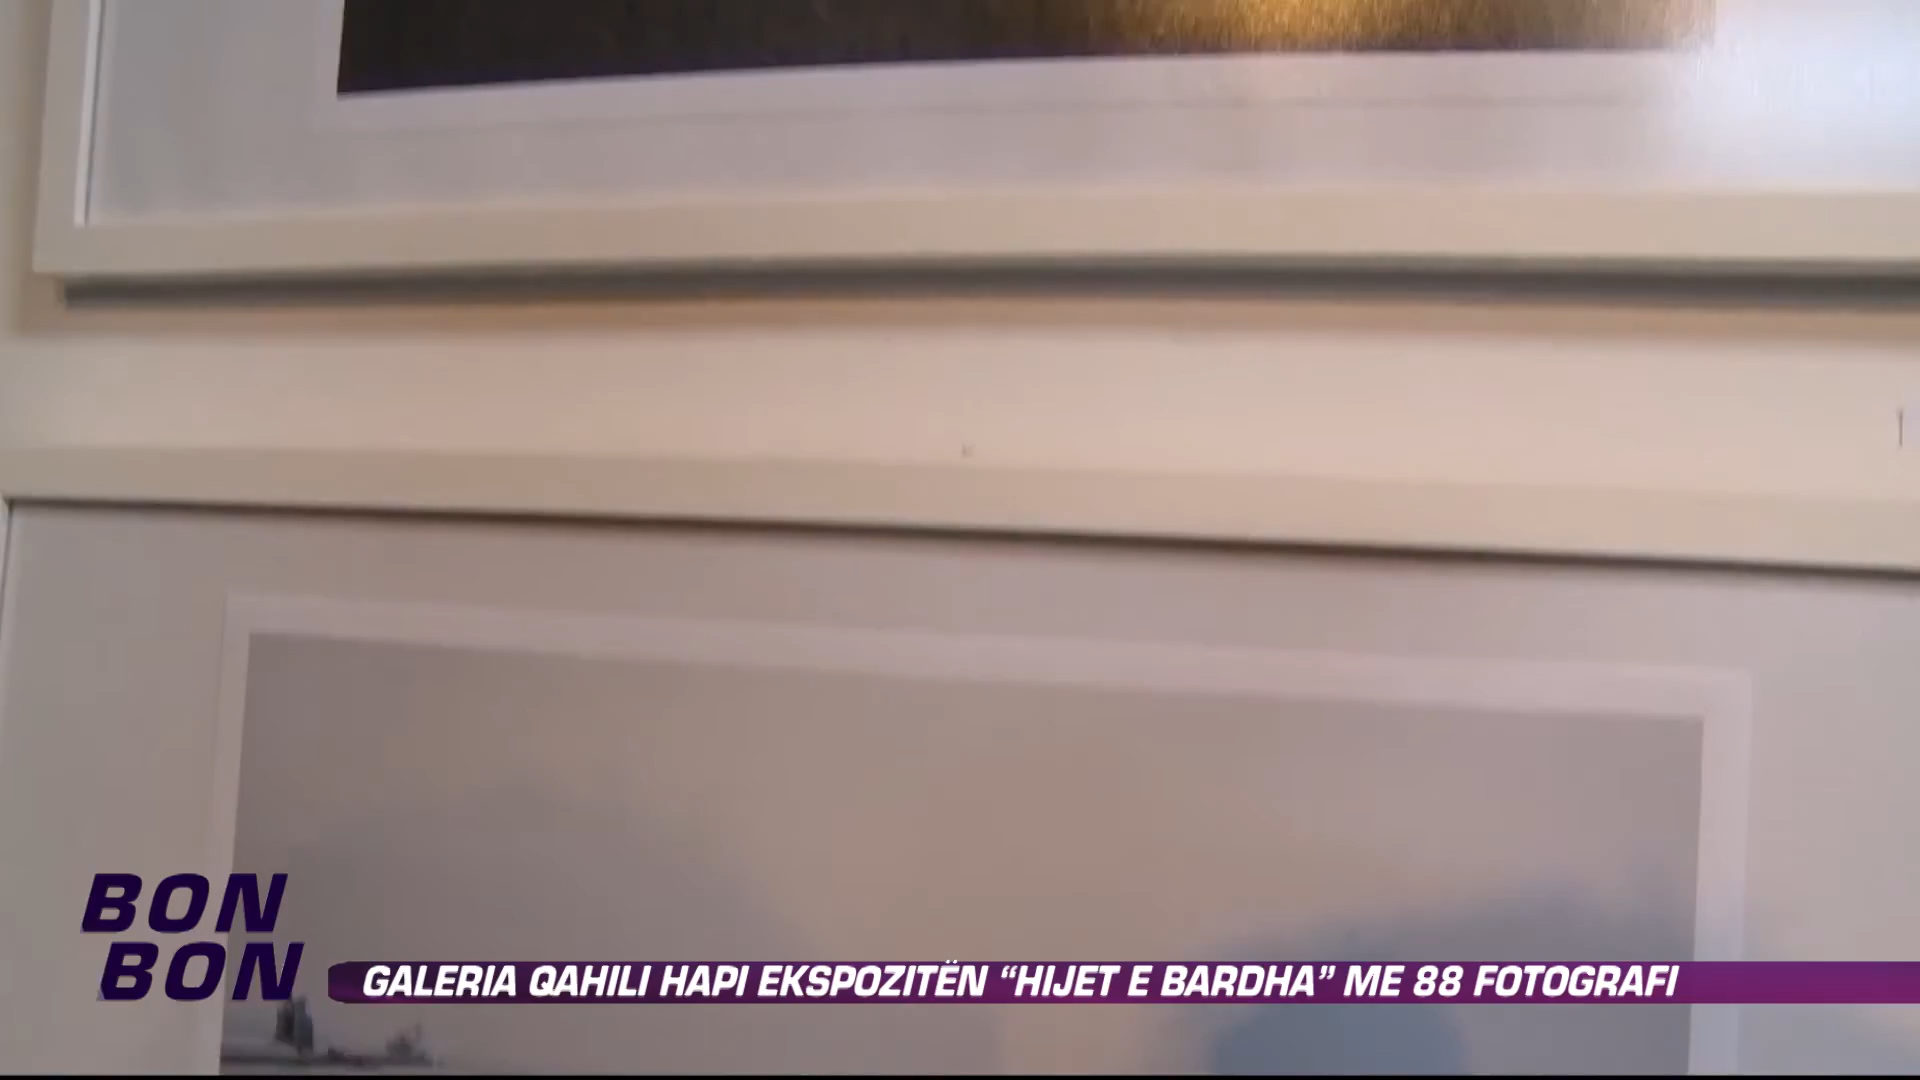 BON
BON
GALERIA QAHILI HAPI EKSPOZITËN “HIJET E BARDHA” ME 88 FOTOGRAFI